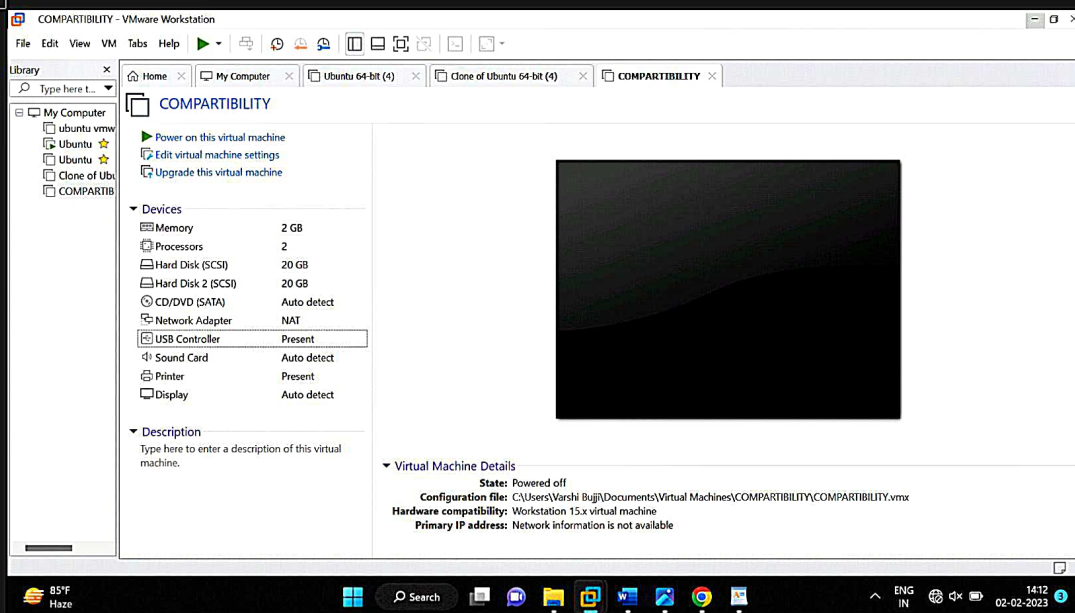 COMPARTIBILITY - VMware Workstation
File Edit View VM Tabs Help
Library
Type here t...
My Computer
ubuntu vmw
Ubuntu
Ubuntu
Clone of Ubu
COMPARTIB
Home
My Computer
Ubuntu 64-bit (4)
Clone of Ubuntu 64-bit (4)
COMPARTIBILITY
COMPARTIBILITY
Power on this virtual machine
Edit virtual machine settings
Upgrade this virtual machine
Devices
Memory 2 GB
Processors 2
Hard Disk (SCSI) 20 GB
Hard Disk 2 (SCSI) 20 GB
CD/DVD (SATA) Auto detect
Network Adapter NAT
USB Controller Present
Sound Card Auto detect
Printer Present
Display Auto detect
Description
Type here to enter a description of this virtual
machine.
Virtual Machine Details
State: Powered off
Configuration file: C:\Users\Varshi Bujji\Documents\Virtual Machines\COMPARTIBILITY\COMPARTIBILITY.vmx
Hardware compatibility: Workstation 15.x virtual machine
Primary IP address: Network information is not available
85°F
Haze
Search
ENG
IN
14:12
02-02-2023
3